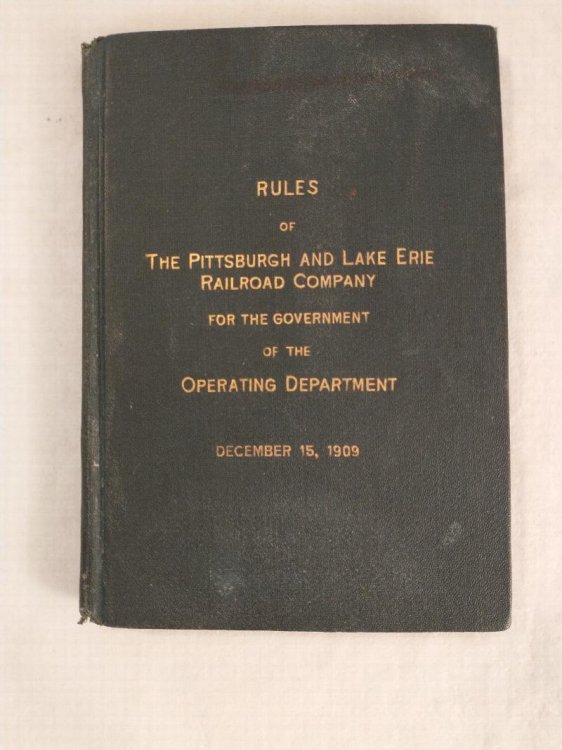 RULES
OF
THE PITTSBURGH AND LAKE ERIE
RAILROAD COMPANY
FOR THE GOVERNMENT
OF THE
OPERATING DEPARTMENT
DECEMBER 15, 1909